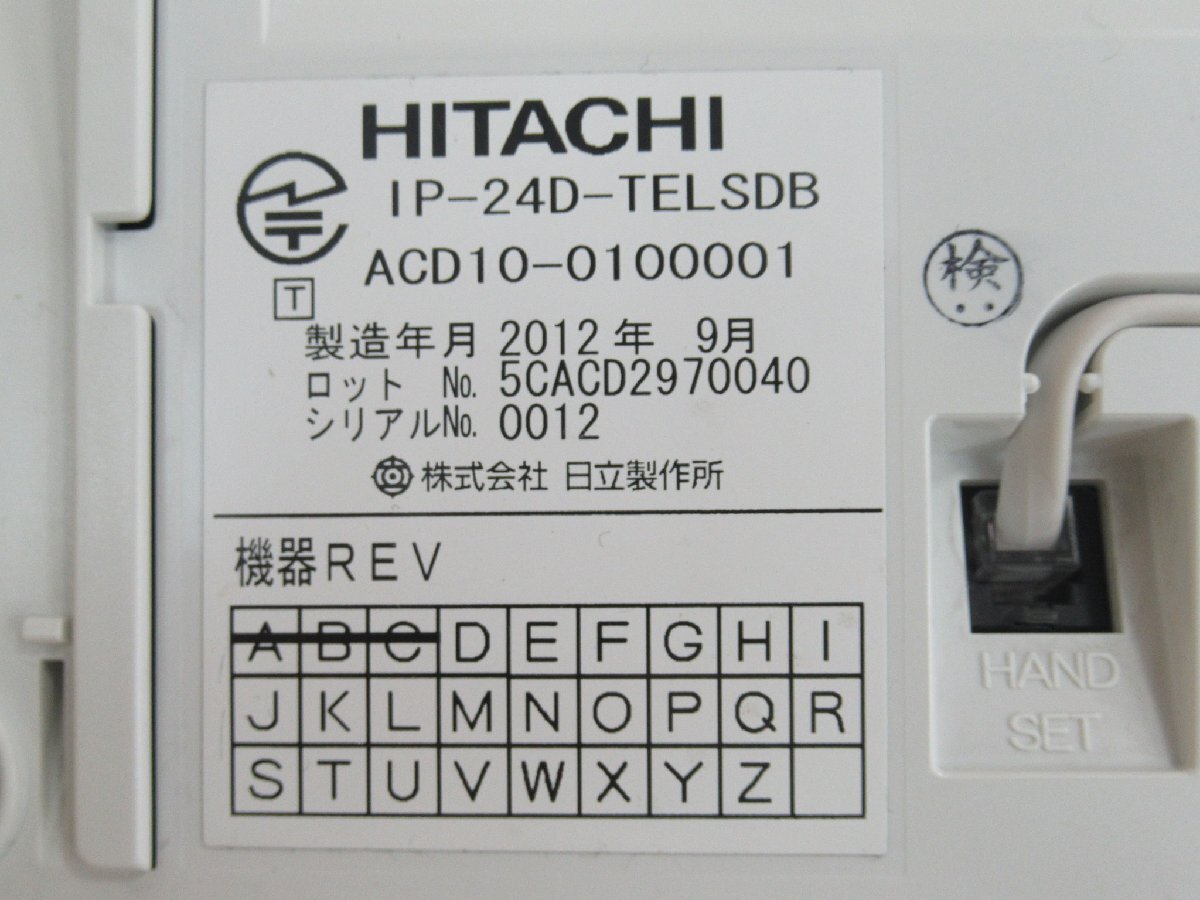 HITACHI
IP-24D-TELSDB
ACD10-0100001
T
製造年月 2012年 9月
ロット No. 5CACD2970040
シリアルNo. 0012
株式会社 日立製作所
機器REV
A B C D E F G H I
J K L M N O P Q R
S T U V W X Y Z
検
HAND
SET